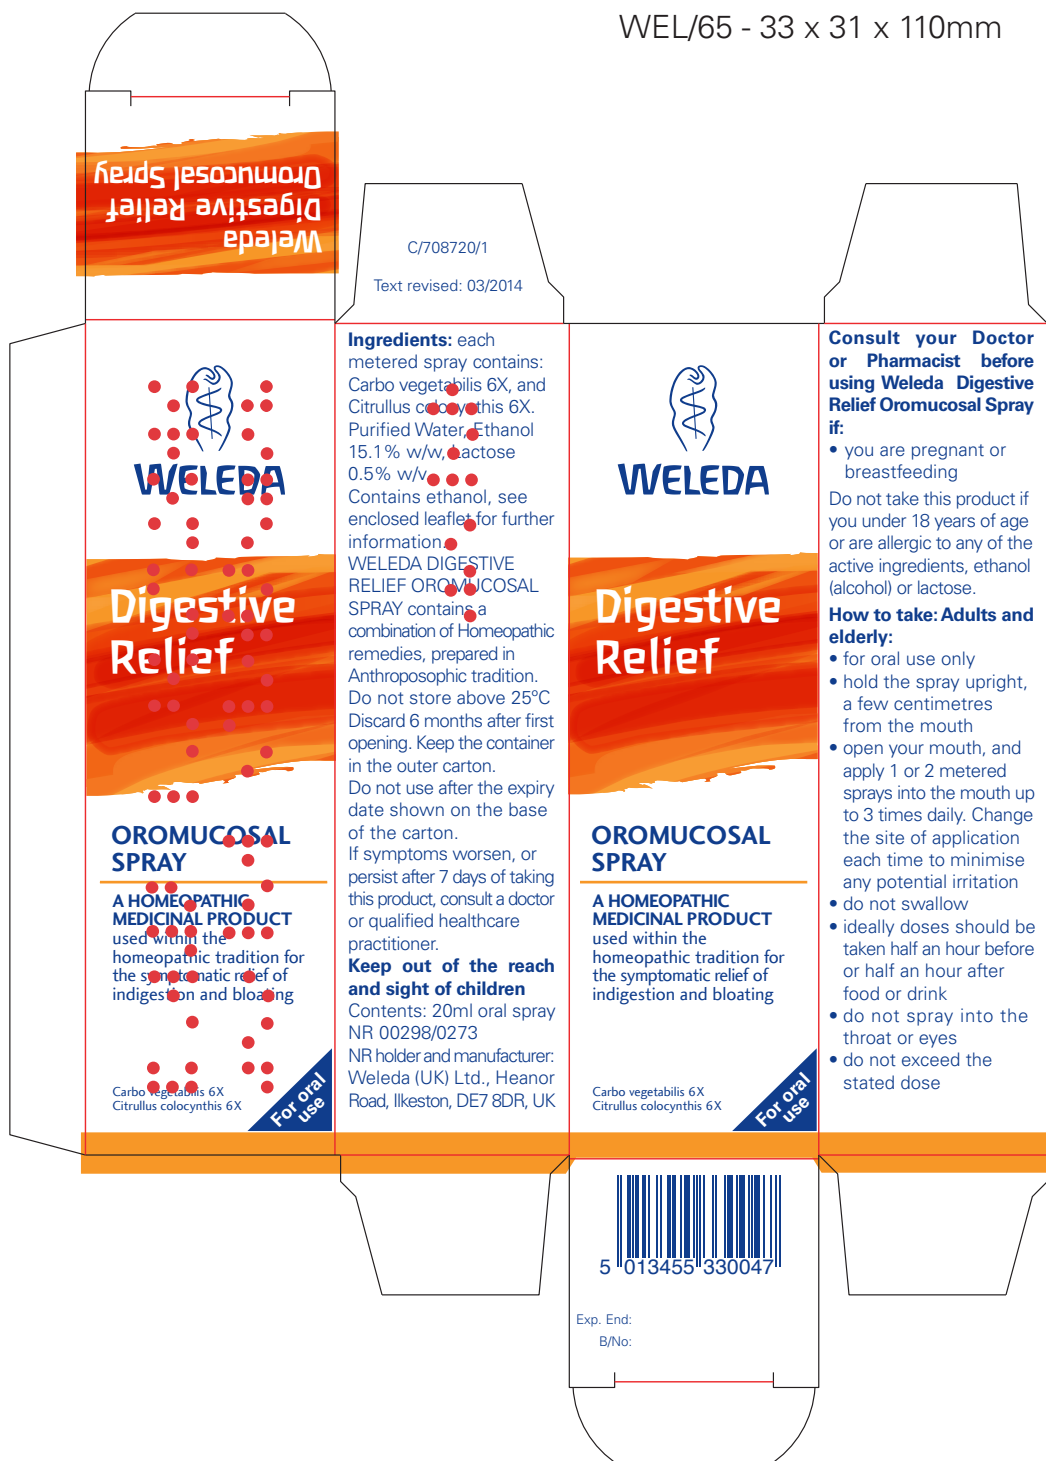 WEL/65 - 33 x 31 x 110mm
Weleda
Digestive Relief
Oromucosal Spray
C/708720/1
Text revised: 03/2014
WELEDA
Digestive
Relief
OROMUCOSAL
SPRAY
A HOMEOPATHIC
MEDICINAL PRODUCT
used within the
homeopathic tradition for
the symptomatic relief of
indigestion and bloating
Carbo vegetabilis 6X
Citrullus colocynthis 6X
For oral
use
Ingredients: each
metered spray contains:
Carbo vegetabilis 6X, and
Citrullus colocynthis 6X.
Purified Water, Ethanol
15.1% w/w, Lactose
0.5% w/v
Contains ethanol, see
enclosed leaflet for further
information.
WELEDA DIGESTIVE
RELIEF OROMUCOSAL
SPRAY contains a
combination of Homeopathic
remedies, prepared in
Anthroposophic tradition.
Do not store above 25°C
Discard 6 months after first
opening. Keep the container
in the outer carton.
Do not use after the expiry
date shown on the base
of the carton.
If symptoms worsen, or
persist after 7 days of taking
this product, consult a doctor
or qualified healthcare
practitioner.
Keep out of the reach
and sight of children
Contents: 20ml oral spray
NR 00298/0273
NR holder and manufacturer:
Weleda (UK) Ltd., Heanor
Road, Ilkeston, DE7 8DR, UK
WELEDA
Digestive
Relief
OROMUCOSAL
SPRAY
A HOMEOPATHIC
MEDICINAL PRODUCT
used within the
homeopathic tradition for
the symptomatic relief of
indigestion and bloating
Carbo vegetabilis 6X
Citrullus colocynthis 6X
For oral
use
Consult your Doctor
or Pharmacist before
using Weleda Digestive
Relief Oromucosal Spray
if:
• you are pregnant or
breastfeeding
Do not take this product if
you under 18 years of age
or are allergic to any of the
active ingredients, ethanol
(alcohol) or lactose.
How to take: Adults and
elderly:
• for oral use only
• hold the spray upright,
a few centimetres
from the mouth
• open your mouth, and
apply 1 or 2 metered
sprays into the mouth up
to 3 times daily. Change
the site of application
each time to minimise
any potential irritation
• do not swallow
• ideally doses should be
taken half an hour before
or half an hour after
food or drink
• do not spray into the
throat or eyes
• do not exceed the
stated dose
5 013455 330047
Exp. End:
B/No: